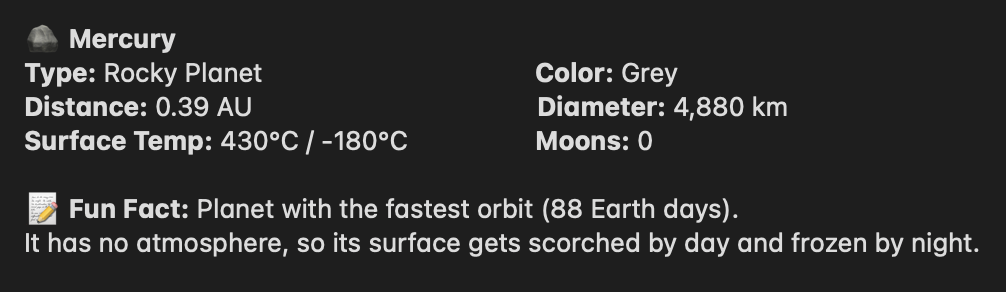 🪨 Mercury
Type: Rocky Planet Color: Grey
Distance: 0.39 AU Diameter: 4,880 km
Surface Temp: 430°C / -180°C Moons: 0
📝 Fun Fact: Planet with the fastest orbit (88 Earth days).
It has no atmosphere, so its surface gets scorched by day and frozen by night.